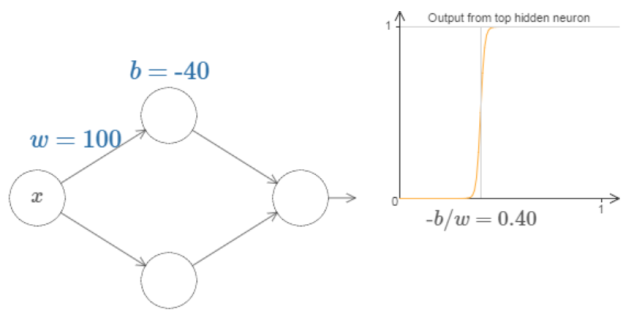 b = -40
w = 100
x
Output from top hidden neuron
1
0
1
-b/w = 0.40